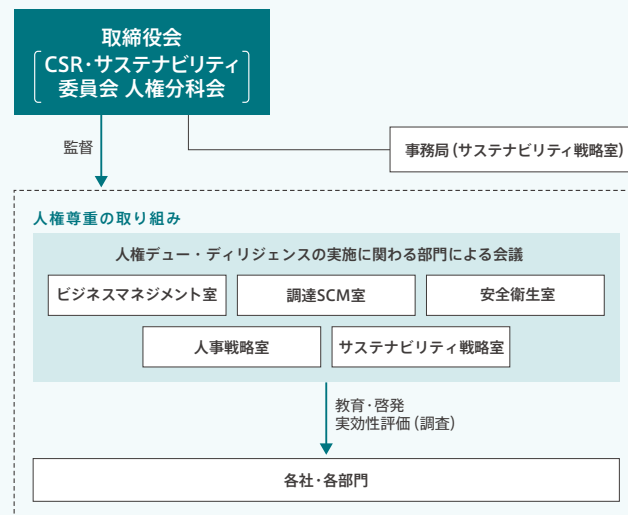 取締役会
CSR・サステナビリティ
委員会 人権分科会
監督
事務局(サステナビリティ戦略室)
人権尊重の取り組み
人権デュー・ディリジェンスの実施に関わる部門による会議
ビジネスマネジメント室
調達SCM室
安全衛生室
人事戦略室
サステナビリティ戦略室
教育・啓発
実効性評価(調査)
各社・各部門